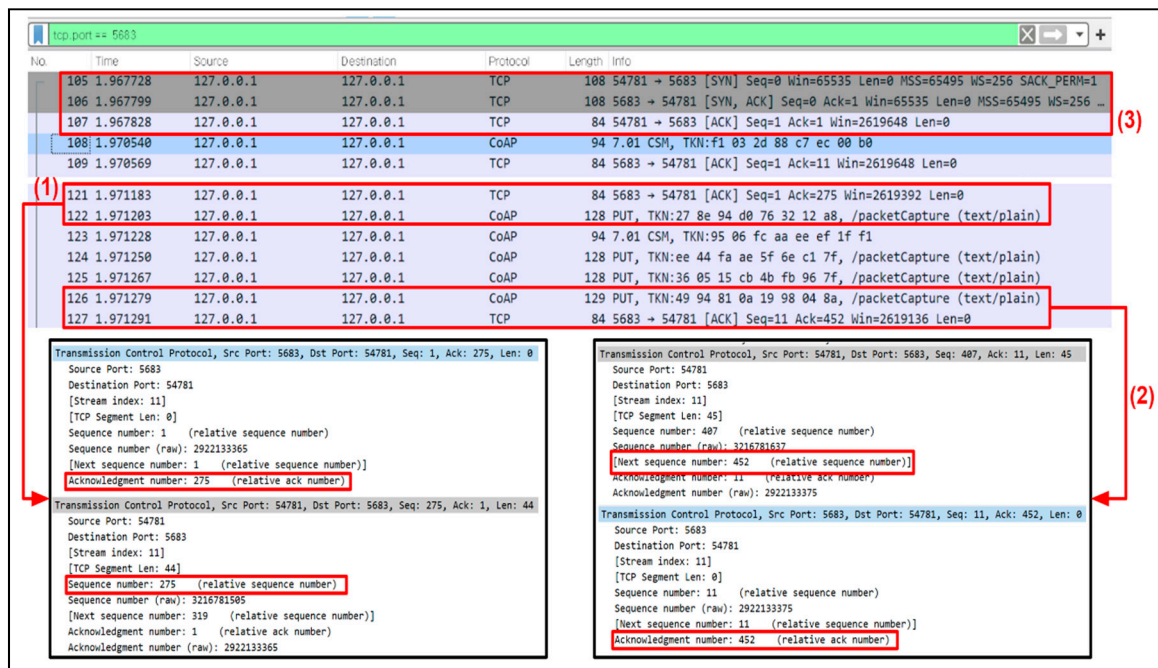 tcp.port == 5683
No. Time Source Destination Protocol Length Info
105 1.967728 127.0.0.1 127.0.0.1 TCP 108 54781 → 5683 [SYN] Seq=0 Win=65535 Len=0 MSS=65495 WS=256 SACK_PERM=1
106 1.967799 127.0.0.1 127.0.0.1 TCP 108 5683 → 54781 [SYN, ACK] Seq=0 Ack=1 Win=65535 Len=0 MSS=65495 WS=256 …
107 1.967828 127.0.0.1 127.0.0.1 TCP 84 54781 → 5683 [ACK] Seq=1 Ack=1 Win=2619648 Len=0
(3)
108 1.970540 127.0.0.1 127.0.0.1 CoAP 94 7.01 CSM, TKN:f1 03 2d 88 c7 ec 00 b0
109 1.970569 127.0.0.1 127.0.0.1 TCP 84 5683 → 54781 [ACK] Seq=1 Ack=11 Win=2619648 Len=0
(1)
121 1.971183 127.0.0.1 127.0.0.1 TCP 84 5683 → 54781 [ACK] Seq=1 Ack=275 Win=2619392 Len=0
122 1.971203 127.0.0.1 127.0.0.1 CoAP 128 PUT, TKN:27 8e 94 d0 76 32 12 a8, /packetCapture (text/plain)
123 1.971228 127.0.0.1 127.0.0.1 CoAP 94 7.01 CSM, TKN:95 06 fc aa ee ef 1f f1
124 1.971250 127.0.0.1 127.0.0.1 CoAP 128 PUT, TKN:ee 44 fa ae 5f 6e c1 7f, /packetCapture (text/plain)
125 1.971267 127.0.0.1 127.0.0.1 CoAP 128 PUT, TKN:36 05 15 cb 4b fb 96 7f, /packetCapture (text/plain)
126 1.971279 127.0.0.1 127.0.0.1 CoAP 129 PUT, TKN:49 94 81 0a 19 98 04 8a, /packetCapture (text/plain)
127 1.971291 127.0.0.1 127.0.0.1 TCP 84 5683 → 54781 [ACK] Seq=11 Ack=452 Win=2619136 Len=0
Transmission Control Protocol, Src Port: 5683, Dst Port: 54781, Seq: 1, Ack: 275, Len: 0
Source Port: 5683
Destination Port: 54781
[Stream index: 11]
[TCP Segment Len: 0]
Sequence number: 1 (relative sequence number)
Sequence number (raw): 2922133365
[Next sequence number: 1 (relative sequence number)]
Acknowledgment number: 275 (relative ack number)
Transmission Control Protocol, Src Port: 54781, Dst Port: 5683, Seq: 275, Ack: 1, Len: 44
Source Port: 54781
Destination Port: 5683
[Stream index: 11]
[TCP Segment Len: 44]
Sequence number: 275 (relative sequence number)
Sequence number (raw): 3216781505
[Next sequence number: 319 (relative sequence number)]
Acknowledgment number: 1 (relative ack number)
Acknowledgment number (raw): 2922133365
Transmission Control Protocol, Src Port: 54781, Dst Port: 5683, Seq: 407, Ack: 11, Len: 45
Source Port: 54781
Destination Port: 5683
[Stream index: 11]
[TCP Segment Len: 45]
Sequence number: 407 (relative sequence number)
Sequence number (raw): 3216781637
[Next sequence number: 452 (relative sequence number)]
Acknowledgment number: 11 (relative ack number)
Acknowledgment number (raw): 2922133375
(2)
Transmission Control Protocol, Src Port: 5683, Dst Port: 54781, Seq: 11, Ack: 452, Len: 0
Source Port: 5683
Destination Port: 54781
[Stream index: 11]
[TCP Segment Len: 0]
Sequence number: 11 (relative sequence number)
Sequence number (raw): 2922133375
[Next sequence number: 11 (relative sequence number)]
Acknowledgment number: 452 (relative ack number)